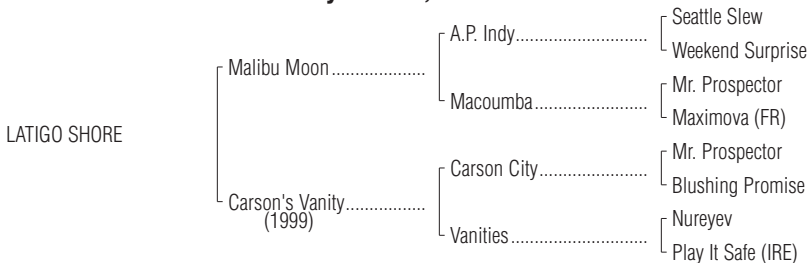 Seattle Slew
A.P. Indy..............................
Weekend Surprise
Malibu Moon.....................
Mr. Prospector
Macoumba..........................
Maximova (FR)
LATIGO SHORE
Mr. Prospector
Carson City.........................
Blushing Promise
Carson's Vanity..................
(1999)
Nureyev
Vanities...............................
Play It Safe (IRE)